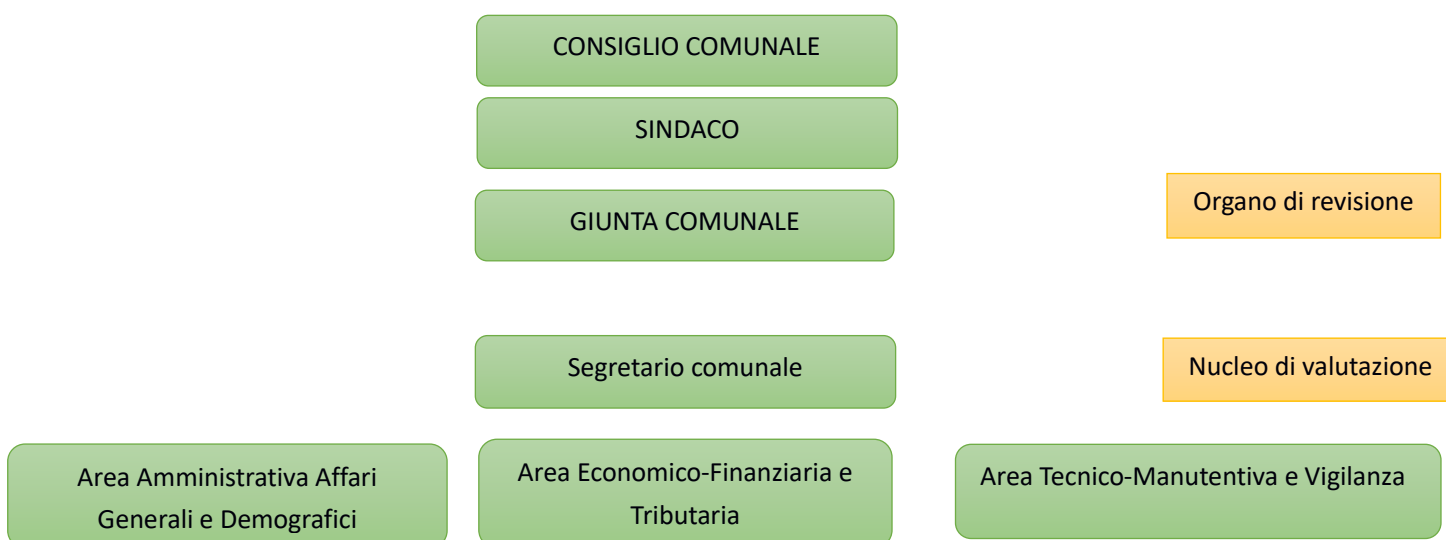 CONSIGLIO COMUNALE
SINDACO
GIUNTA COMUNALE
Organo di revisione
Segretario comunale
Nucleo di valutazione
Area Amministrativa Affari
Generali e Demografici
Area Economico-Finanziaria e
Tributaria
Area Tecnico-Manutentiva e Vigilanza